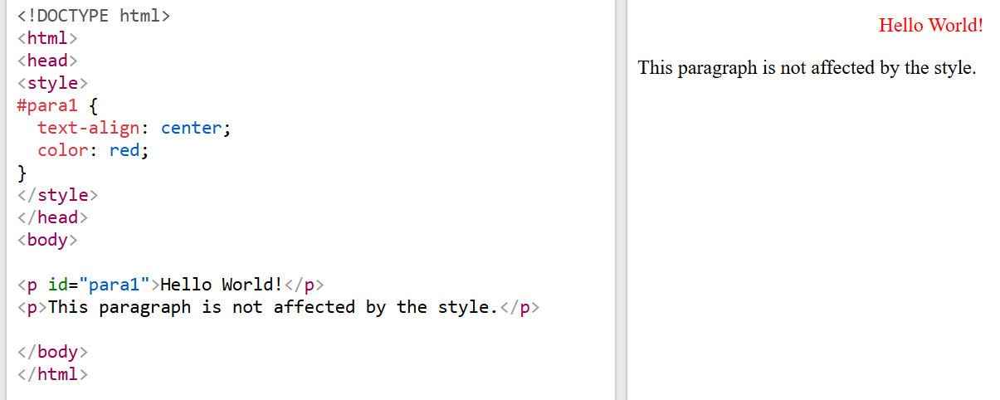 <!DOCTYPE html>
<html>
<head>
<style>
#para1 {
  text-align: center;
  color: red;
}
</style>
</head>
<body>

<p id="para1">Hello World!</p>
<p>This paragraph is not affected by the style.</p>

</body>
</html>
Hello World!
This paragraph is not affected by the style.